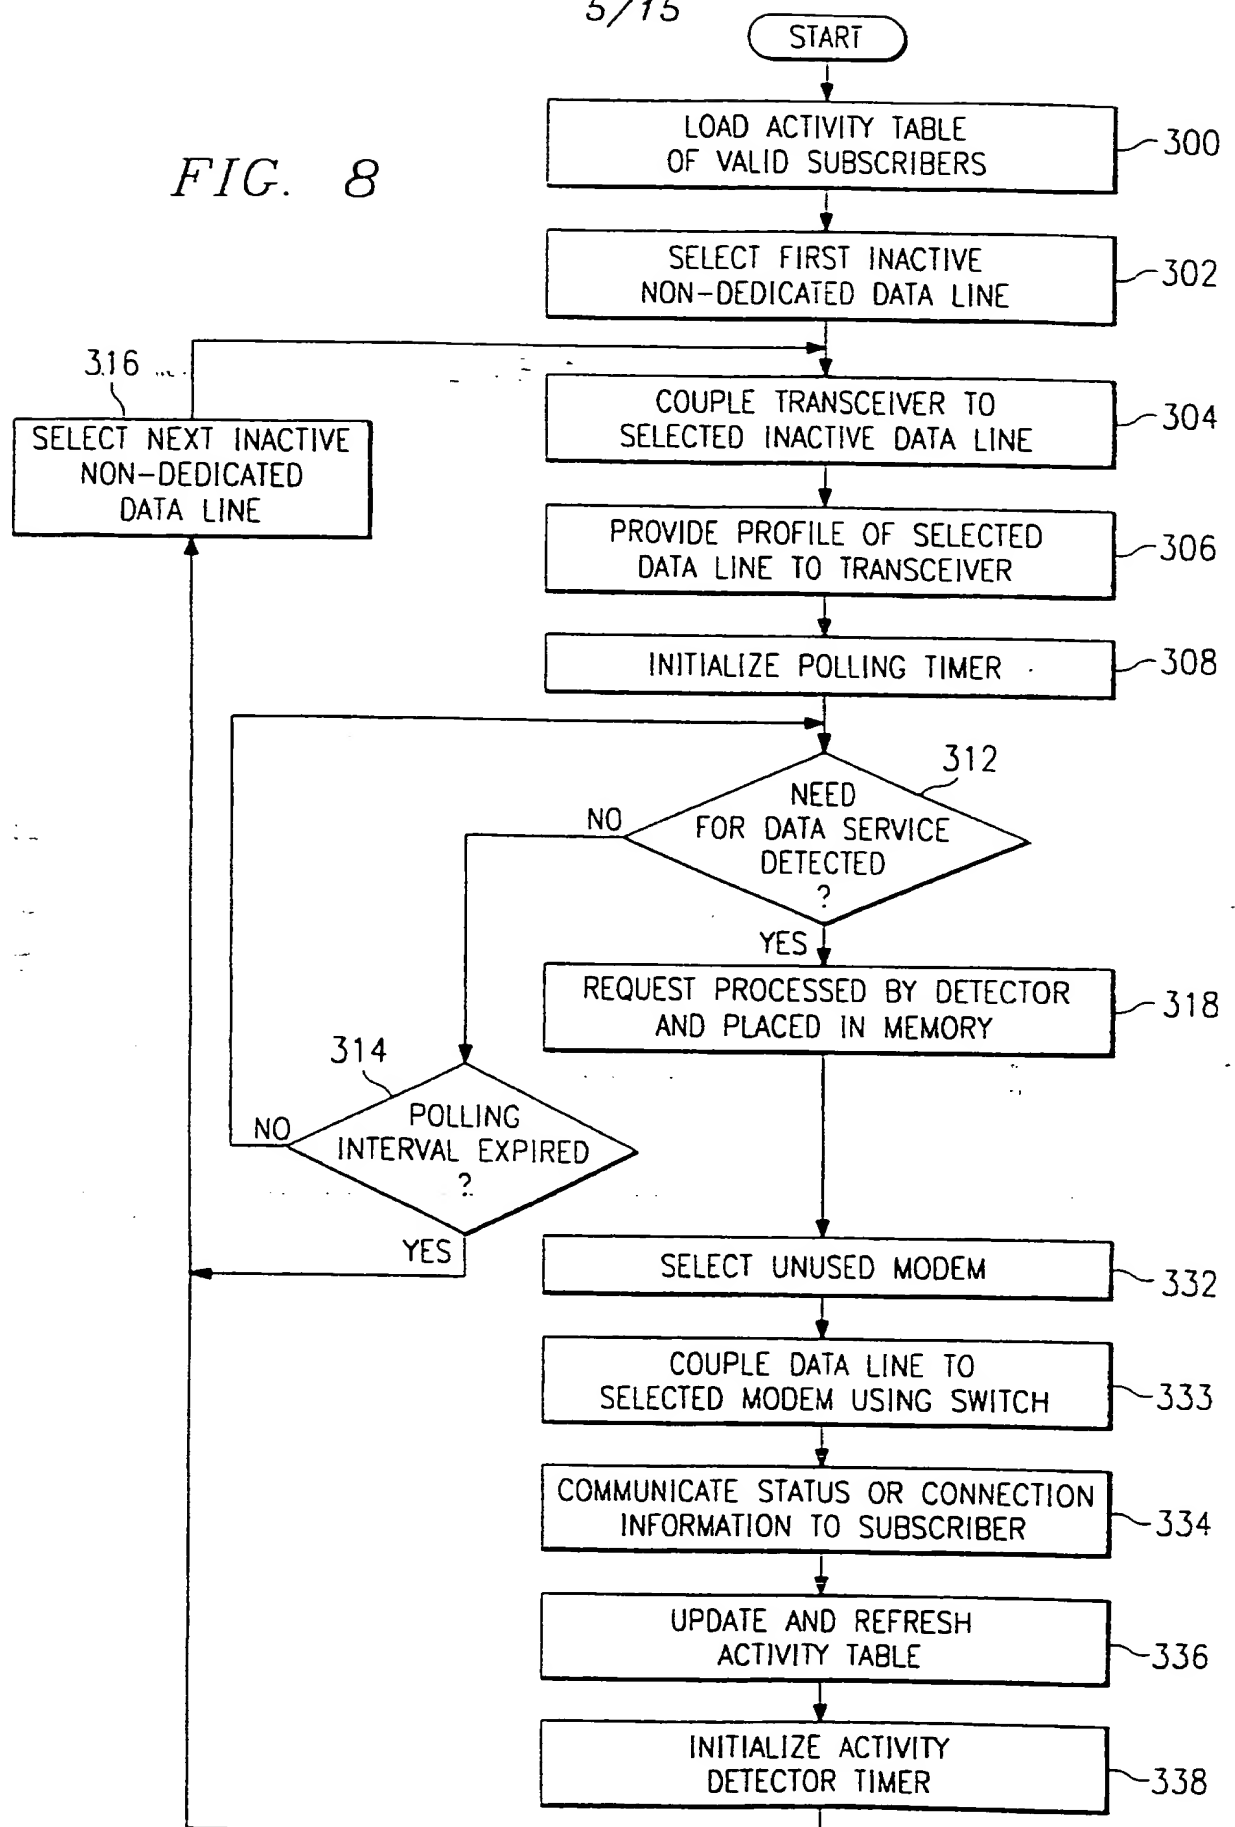 5/15
START
FIG. 8
LOAD ACTIVITY TABLE
OF VALID SUBSCRIBERS
300
SELECT FIRST INACTIVE
NON-DEDICATED DATA LINE
302
316
SELECT NEXT INACTIVE
NON-DEDICATED
DATA LINE
COUPLE TRANSCEIVER TO
SELECTED INACTIVE DATA LINE
304
PROVIDE PROFILE OF SELECTED
DATA LINE TO TRANSCEIVER
306
INITIALIZE POLLING TIMER
308
312
NEED
FOR DATA SERVICE
DETECTED
?
NO
YES
REQUEST PROCESSED BY DETECTOR
AND PLACED IN MEMORY
318
314
POLLING
INTERVAL EXPIRED
?
NO
YES
SELECT UNUSED MODEM
332
COUPLE DATA LINE TO
SELECTED MODEM USING SWITCH
333
COMMUNICATE STATUS OR CONNECTION
INFORMATION TO SUBSCRIBER
334
UPDATE AND REFRESH
ACTIVITY TABLE
336
INITIALIZE ACTIVITY
DETECTOR TIMER
338